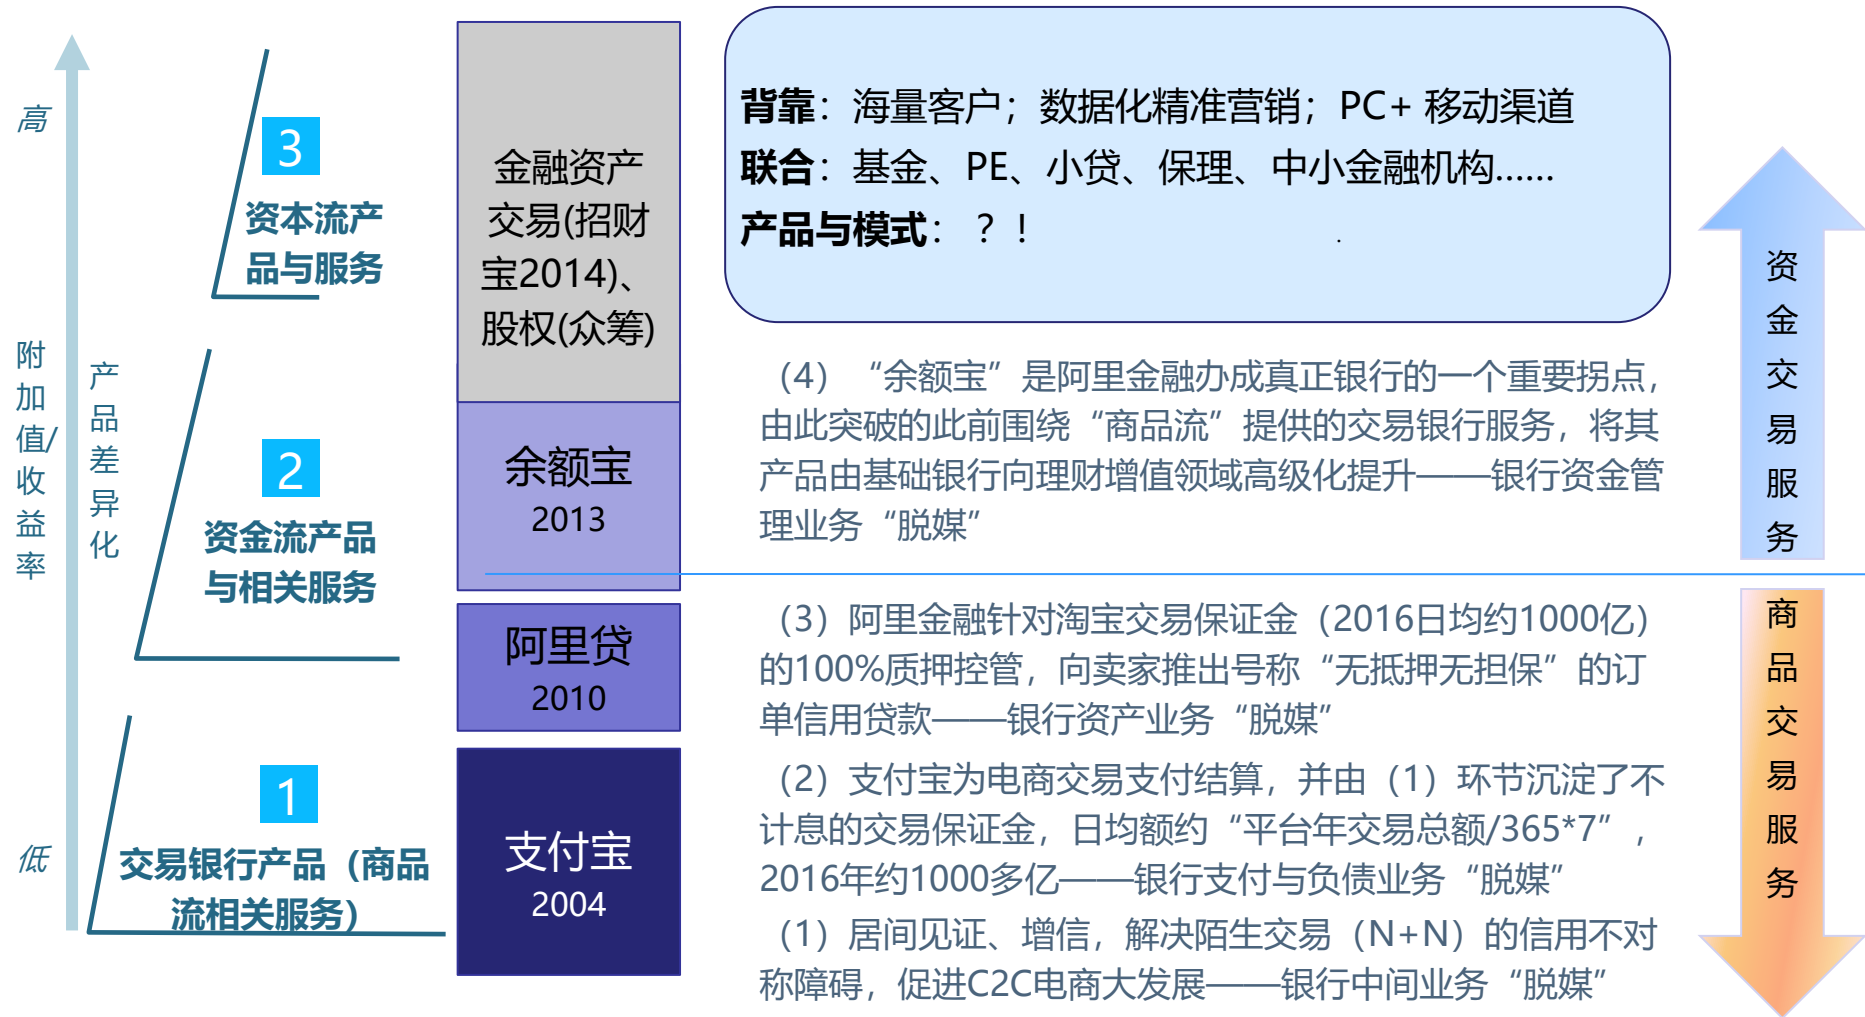 高
附加值/收益率
产品差异化
低
3
资本流产
品与服务
2
资金流产品
与相关服务
1
交易银行产品（商品
流相关服务）
金融资产
交易(招财
宝2014)、
股权(众筹)
余额宝
2013
阿里贷
2010
支付宝
2004
背靠：海量客户；数据化精准营销；PC+ 移动渠道
联合：基金、PE、小贷、保理、中小金融机构......
产品与模式：？！
.
（4）“余额宝”是阿里金融办成真正银行的一个重要拐点，
由此突破的此前围绕“商品流”提供的交易银行服务，将其
产品由基础银行向理财增值领域高级化提升——银行资金管
理业务“脱媒”
（3）阿里金融针对淘宝交易保证金（2016日均约1000亿）
的100%质押控管，向卖家推出号称“无抵押无担保”的订
单信用贷款——银行资产业务“脱媒”
（2）支付宝为电商交易支付结算，并由（1）环节沉淀了不
计息的交易保证金，日均额约“平台年交易总额/365*7”，
2016年约1000多亿——银行支付与负债业务“脱媒”
（1）居间见证、增信，解决陌生交易（N+N）的信用不对
称障碍，促进C2C电商大发展——银行中间业务“脱媒”
资金交易服务
商品交易服务